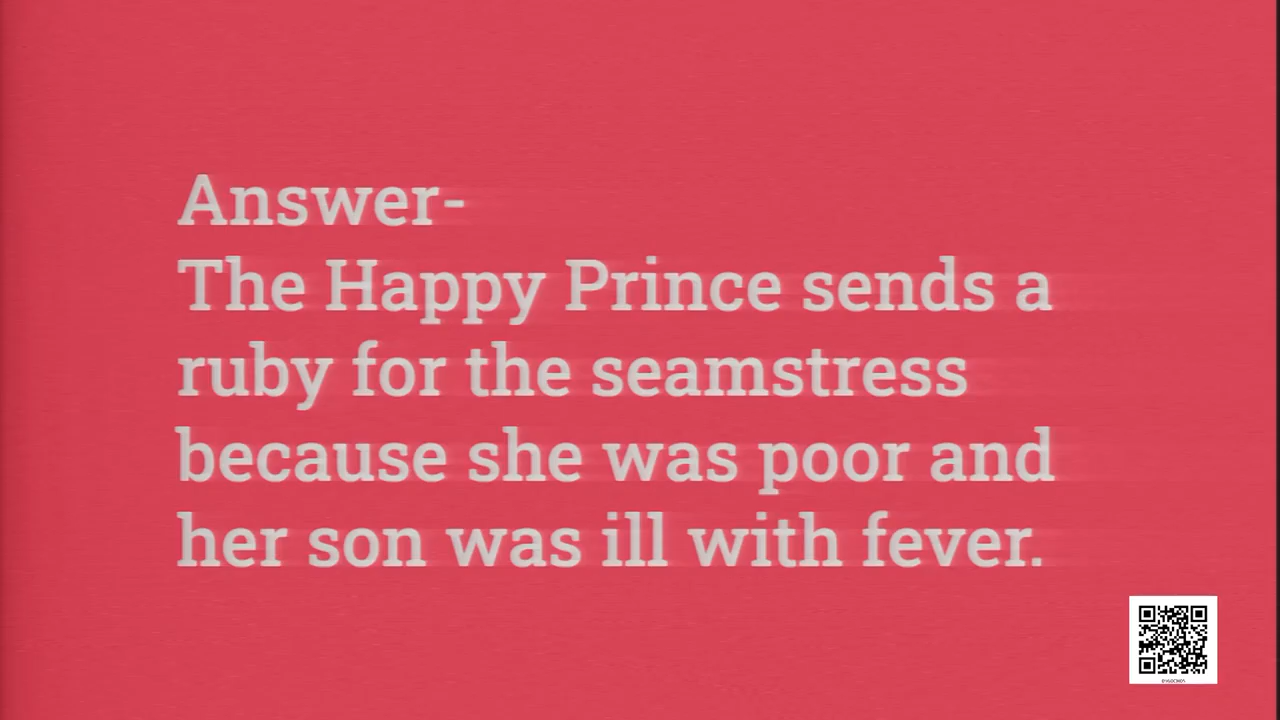 Answer-
The Happy Prince sends a
ruby for the seamstress
because she was poor and
her son was ill with fever.